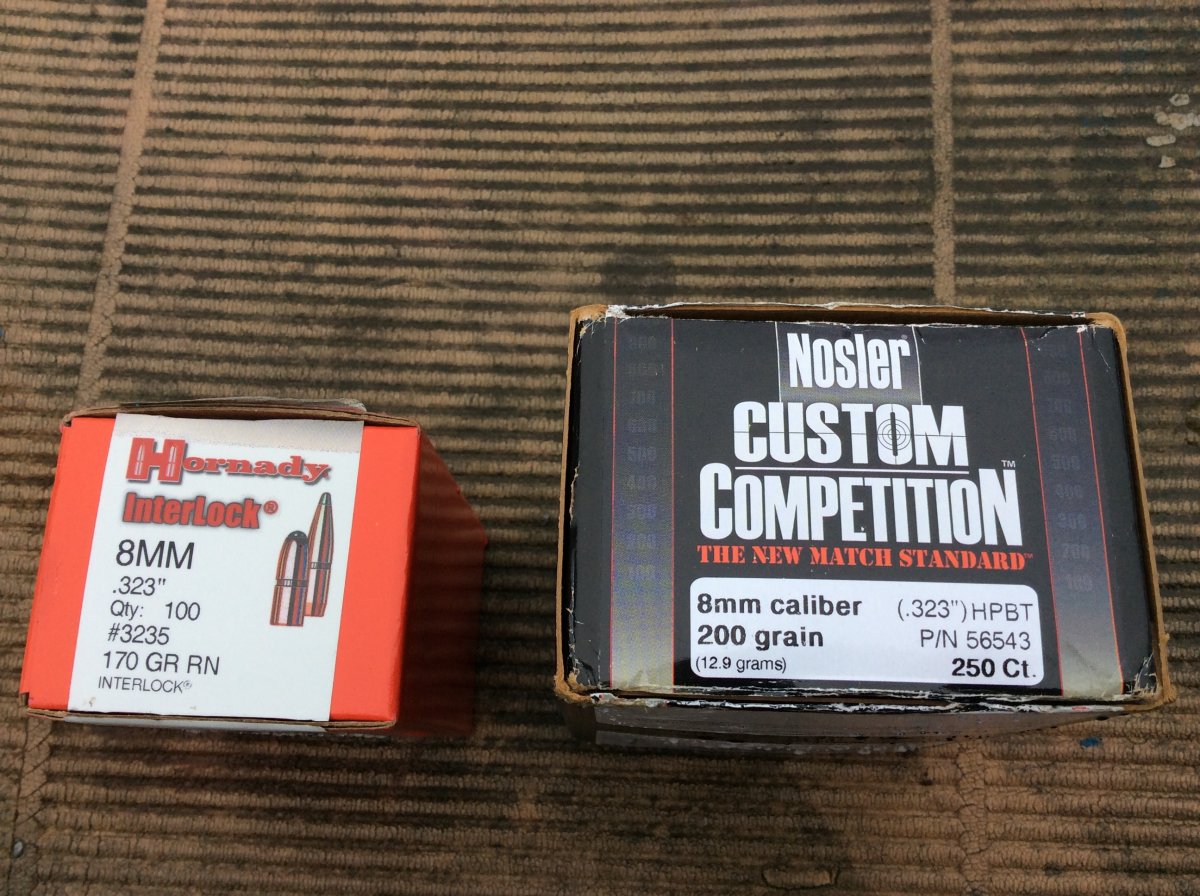 Hornady®
InterLock®
8MM
.323"
Qty: 100
#3235
170 GR RN
INTERLOCK®
Nosler®
CUSTOM
COMPETITION™
THE NEW MATCH STANDARD™
8mm caliber (.323") HPBT
200 grain P/N 56543
(12.9 grams) 250 Ct.